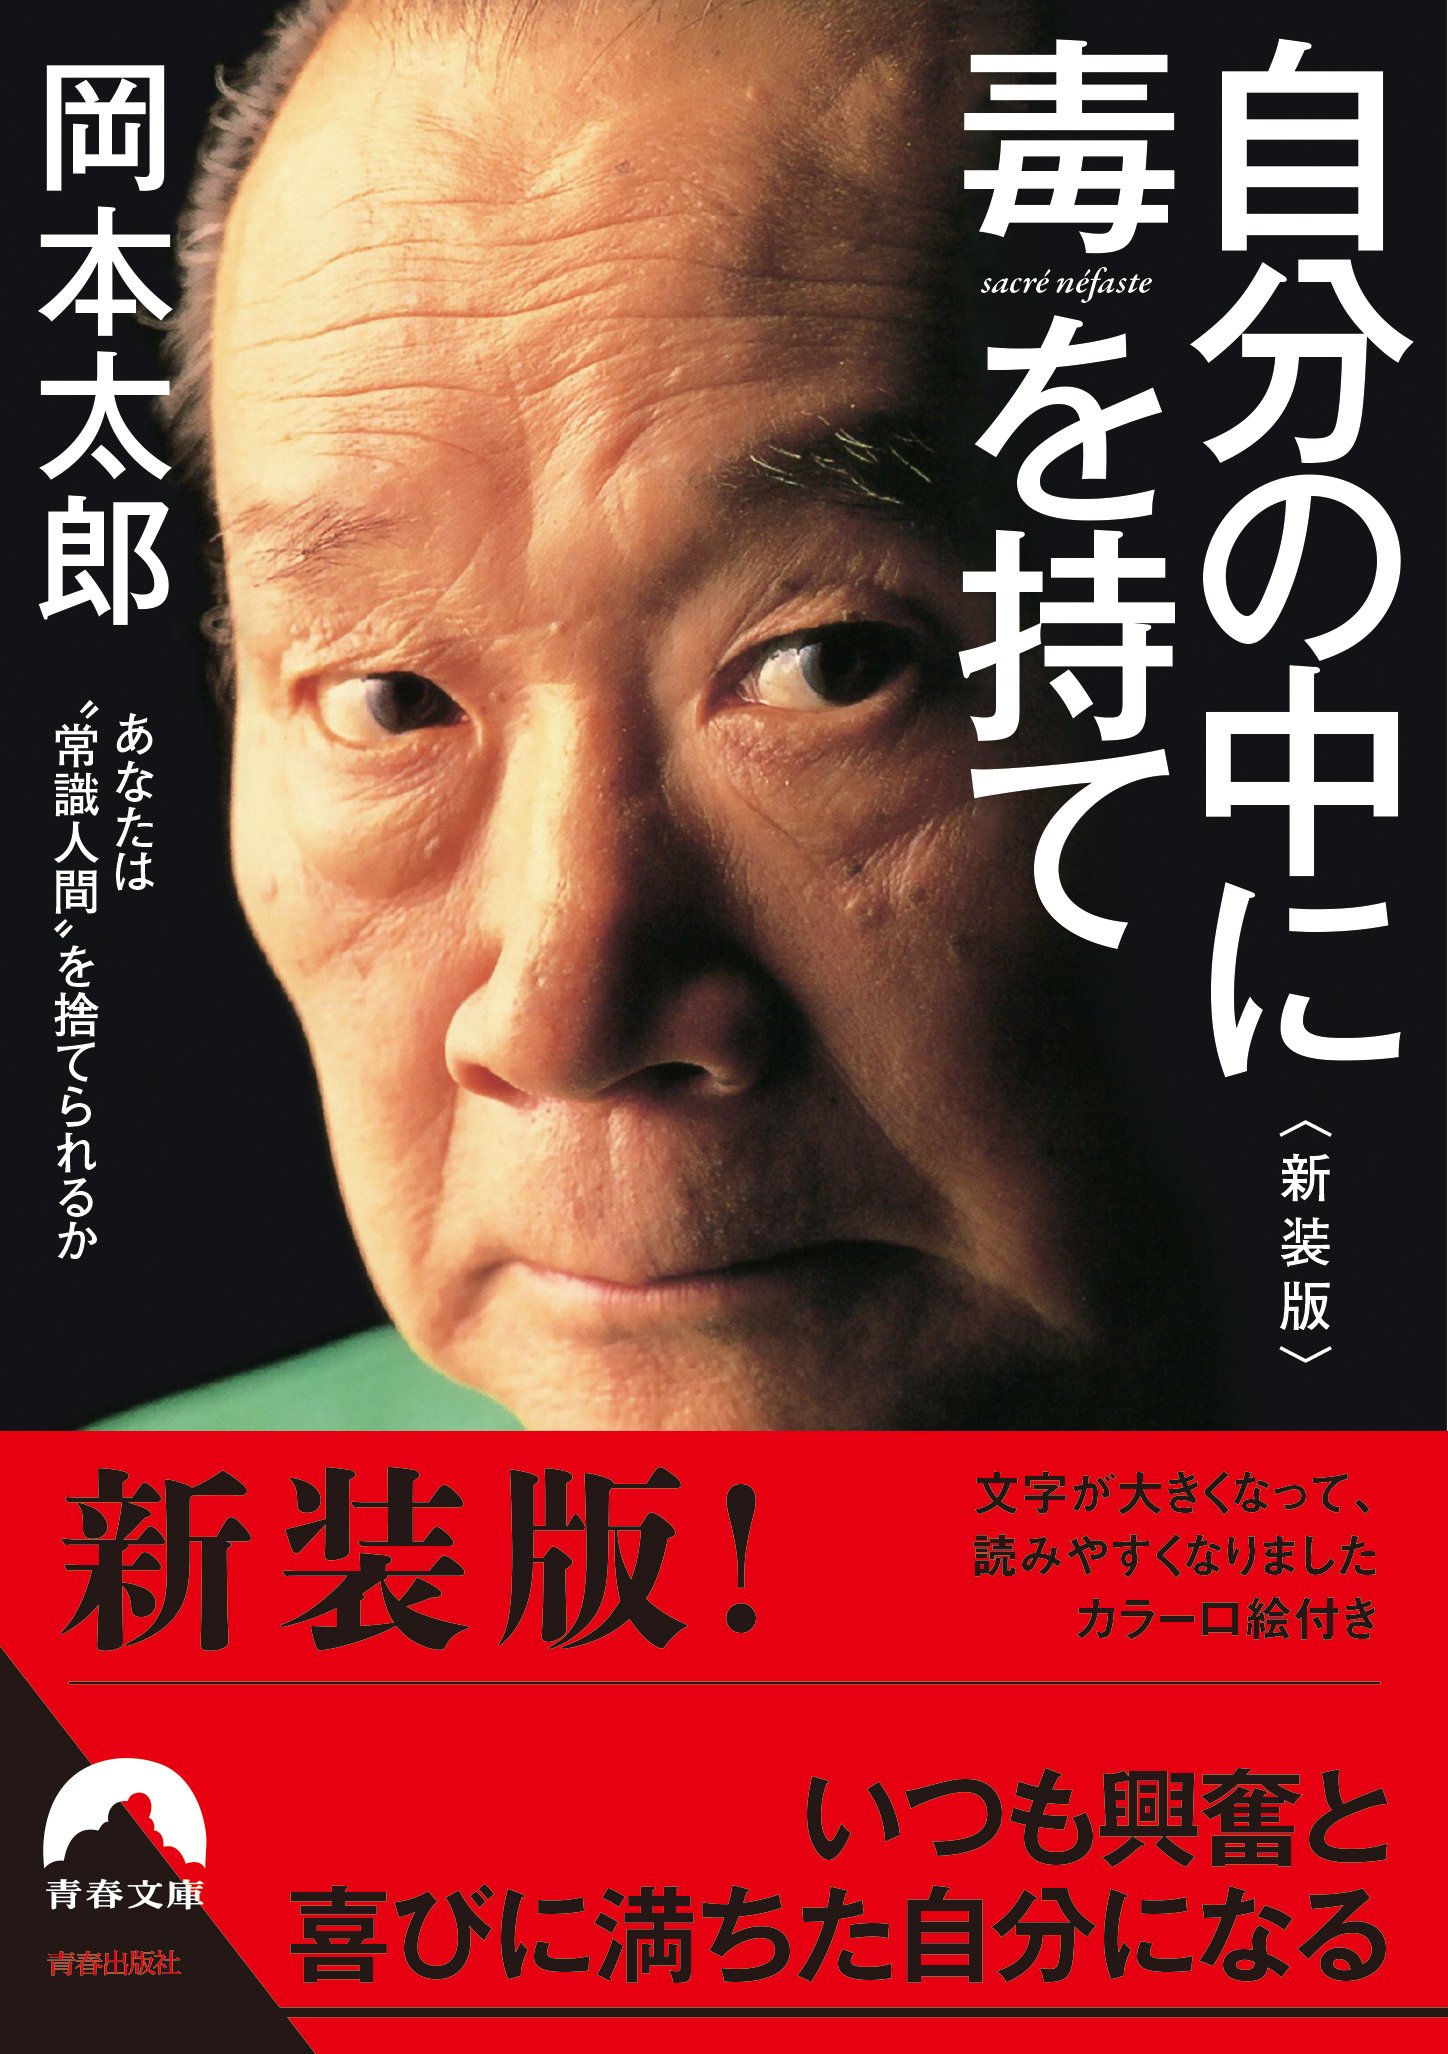 自分の中に
毒を持て
sacré néfaste
〈新装版〉
岡本太郎
あなたは
〝常識人間〟を捨てられるか
新装版!
文字が大きくなって、
読みやすくなりました
カラー口絵付き
いつも興奮と
喜びに満ちた自分になる
青春文庫
青春出版社